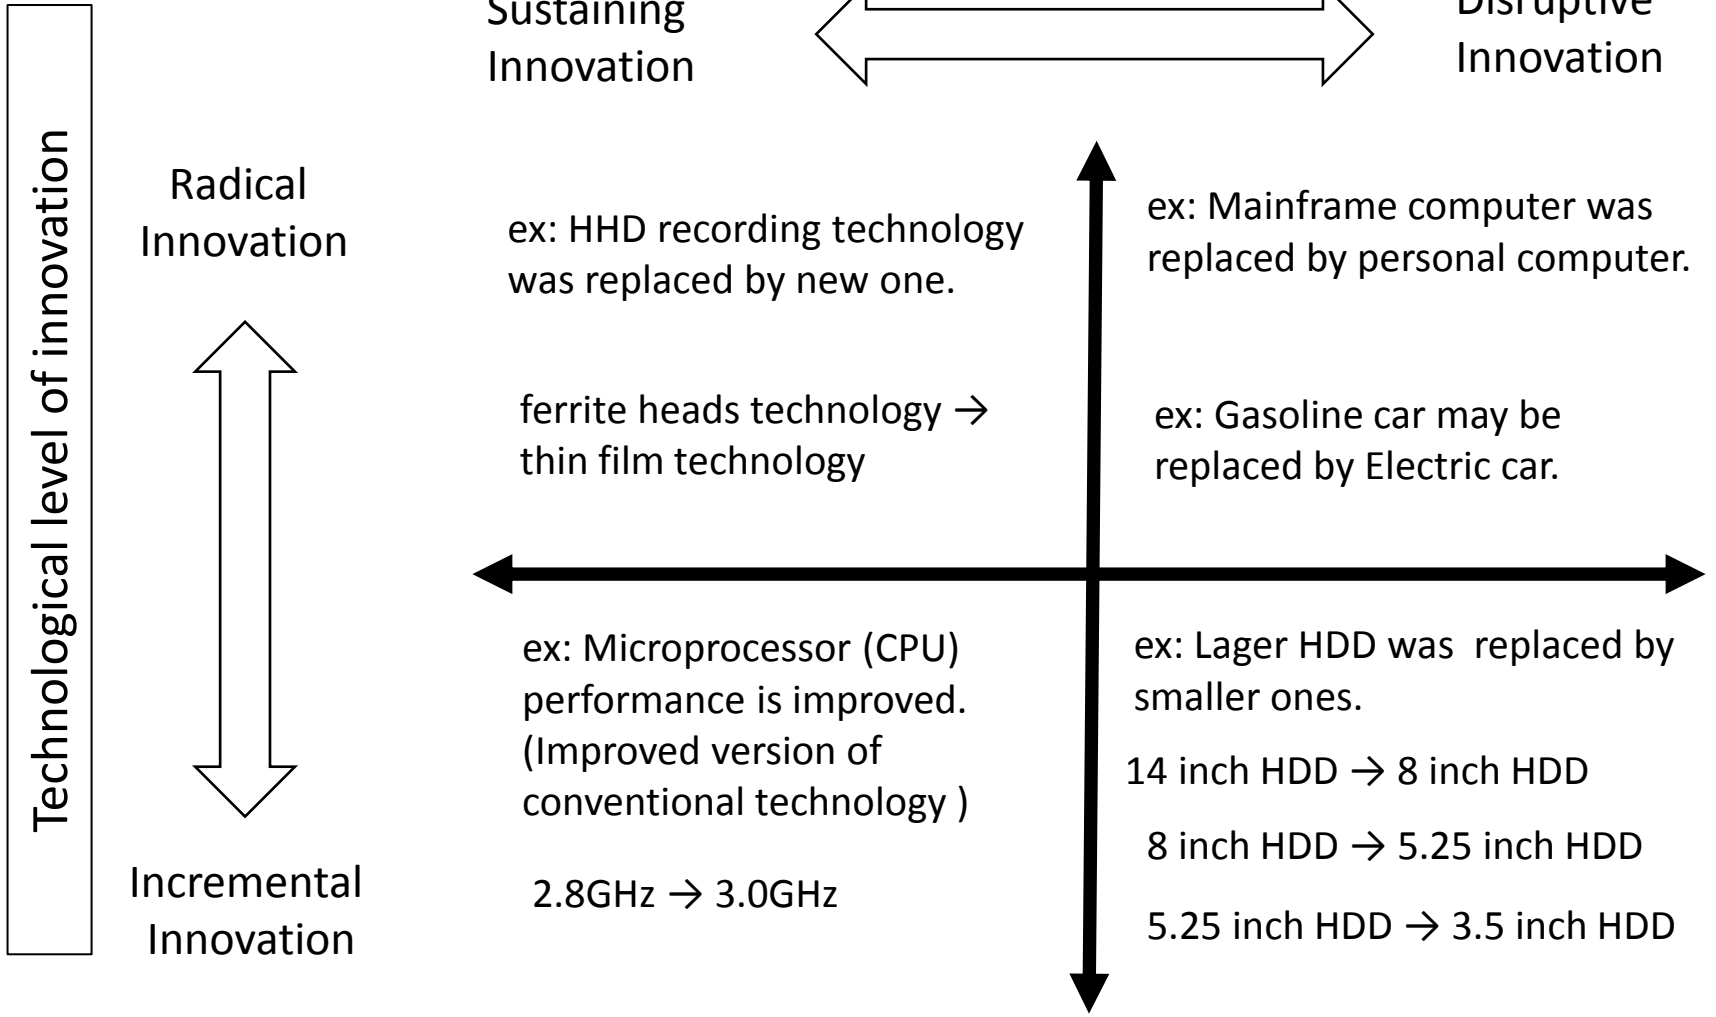 Sustaining
Innovation
Disruptive
Innovation
Technological level of innovation
Radical
Innovation
Incremental
Innovation
ex: HHD recording technology
was replaced by new one.
ferrite heads technology →
thin film technology
ex: Mainframe computer was
replaced by personal computer.
ex: Gasoline car may be
replaced by Electric car.
ex: Microprocessor (CPU)
performance is improved.
(Improved version of
conventional technology )
2.8GHz → 3.0GHz
ex: Lager HDD was  replaced by
smaller ones.
14 inch HDD → 8 inch HDD
8 inch HDD → 5.25 inch HDD
5.25 inch HDD → 3.5 inch HDD